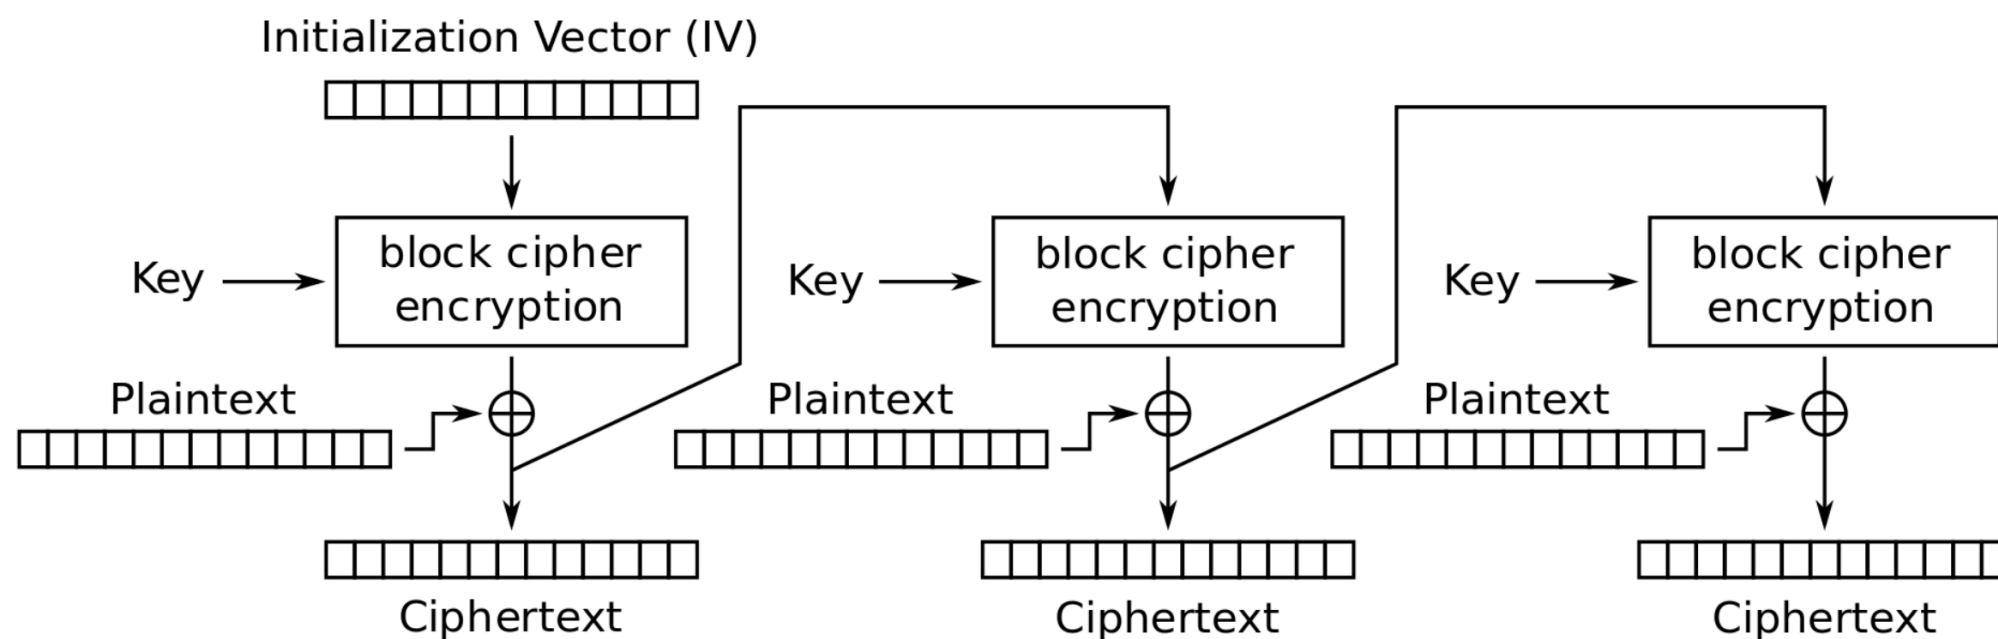 Initialization Vector (IV)
Key
block cipher
encryption
Key
block cipher
encryption
Key
block cipher
encryption
Plaintext
Plaintext
Plaintext
Ciphertext
Ciphertext
Ciphertext